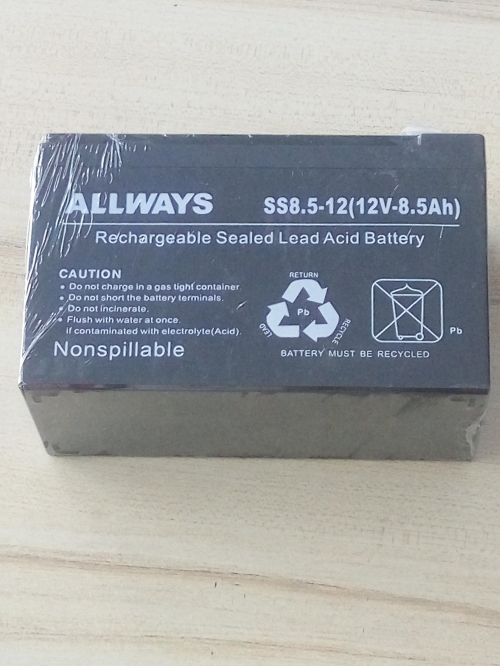 ALLWAYS SS8.5-12(12V-8.5Ah)
Rechargeable Sealed Lead Acid Battery
CAUTION
• Do not charge in a gas tight container
• Do not short the battery terminals.
• Do not incinerate.
• Flush with water at once.
if contaminated with electrolyte(Acid).
Nonspillable
RETURN
Pb
LEAD
RECYCLE
Pb
BATTERY MUST BE RECYCLED